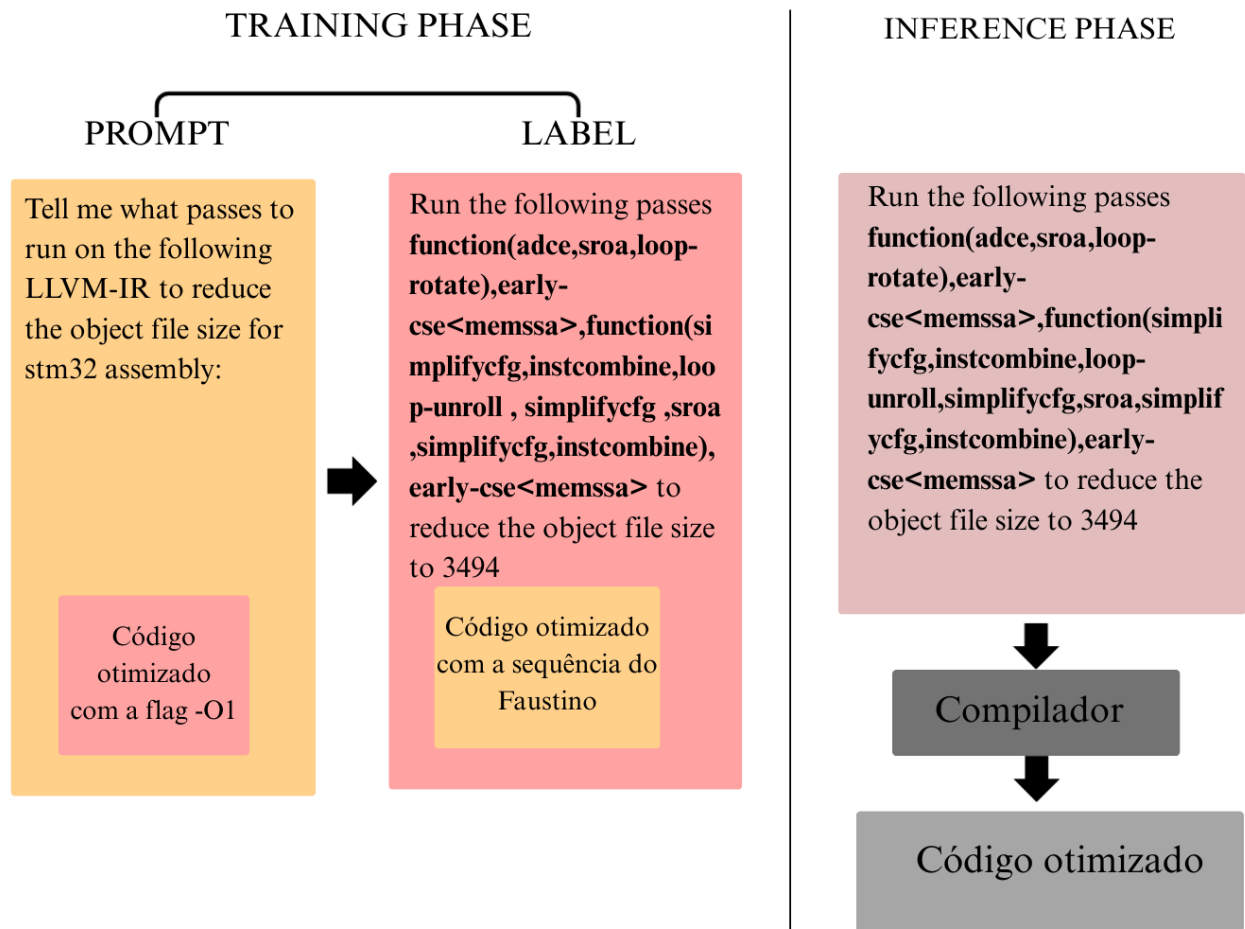 TRAINING PHASE
PROMPT
LABEL
Tell me what passes to
run on the following
LLVM-IR to reduce
the object file size for
stm32 assembly:
Código
otimizado
com a flag -O1
Run the following passes
function(adce,sroa,loop-
rotate),early-
cse<memssa>,function(si
mplifycfg,instcombine,loo
p-unroll , simplifycfg ,sroa
,simplifycfg,instcombine),
early-cse<memssa> to
reduce the object file size
to 3494
Código otimizado
com a sequência do
Faustino
INFERENCE PHASE
Run the following passes
function(adce,sroa,loop-
rotate),early-
cse<memssa>,function(simpli
fycfg,instcombine,loop-
unroll,simplifycfg,sroa,simplif
ycfg,instcombine),early-
cse<memssa> to reduce the
object file size to 3494
Compilador
Código otimizado